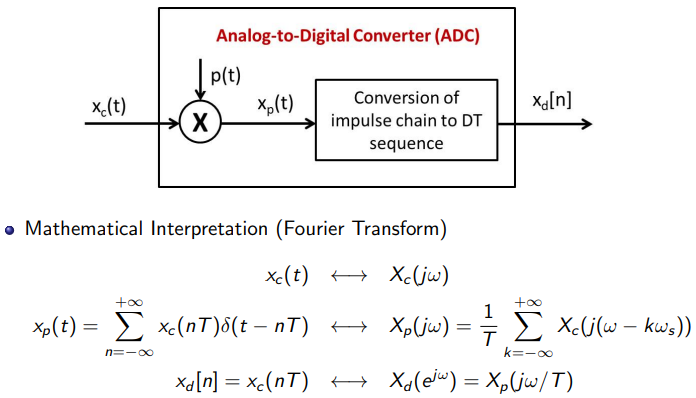 Analog-to-Digital Converter (ADC)
p(t)
x_c(t)
X
x_p(t)
Conversion of
impulse chain to DT
sequence
x_d[n]
Mathematical Interpretation (Fourier Transform)
x_c(t) ⟷ X_c(jω)
x_p(t) = ∑_{n=−∞}^{+∞} x_c(nT)δ(t − nT) ⟷ X_p(jω) = \frac{1}{T} ∑_{k=−∞}^{+∞} X_c(j(ω − kω_s))
x_d[n] = x_c(nT) ⟷ X_d(e^{jω}) = X_p(jω/T)